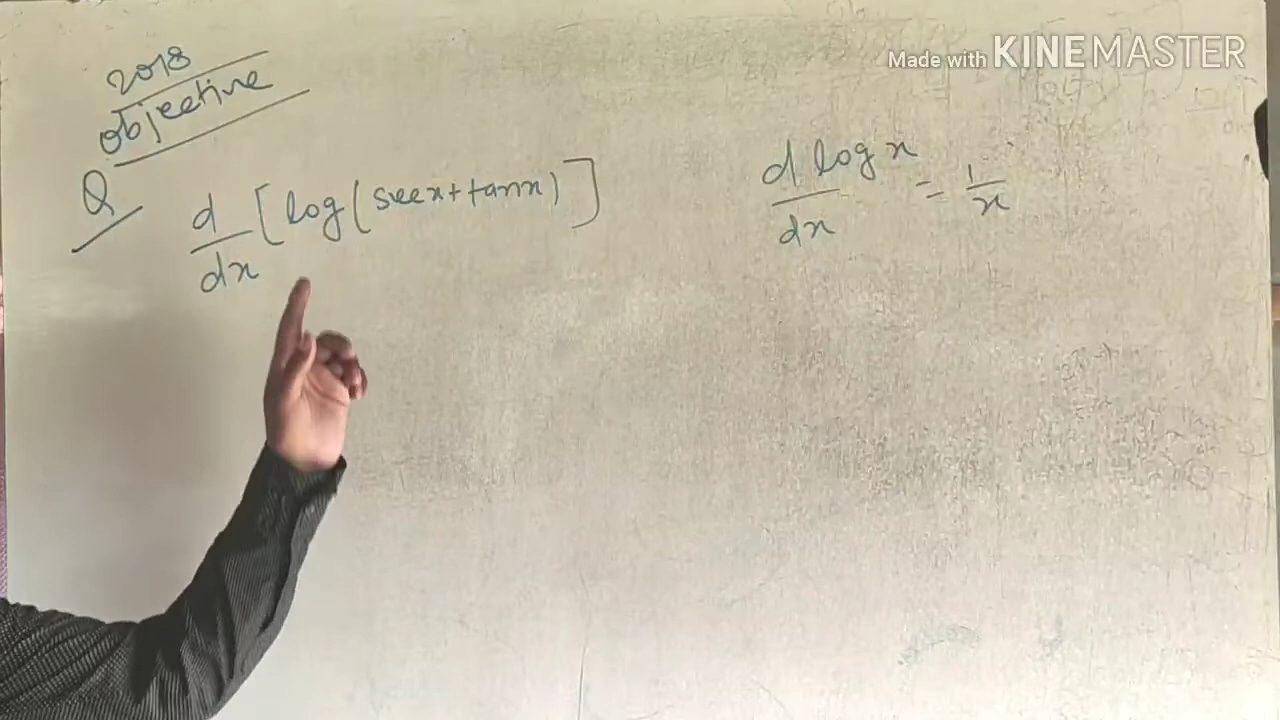 2018
objective
Q d/dx [log(secx+tanx)]
d log x / dx = 1/x
Made with KINEMASTER